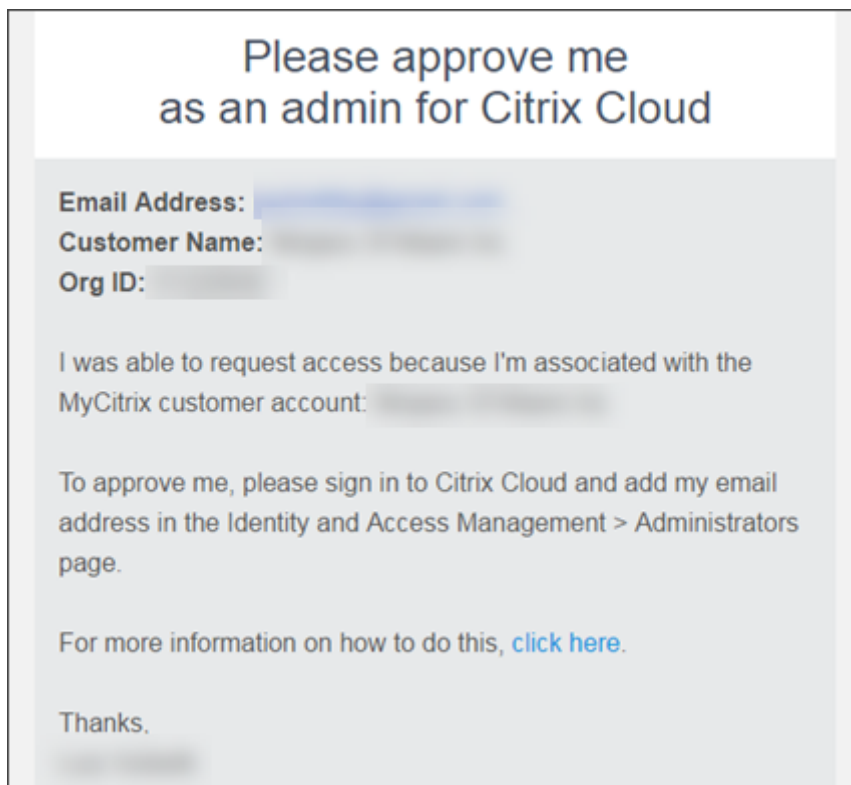 Please approve me
as an admin for Citrix Cloud
Email Address:
Customer Name:
Org ID:
I was able to request access because I'm associated with the
MyCitrix customer account:
To approve me, please sign in to Citrix Cloud and add my email
address in the Identity and Access Management > Administrators
page.
For more information on how to do this, click here.
Thanks,